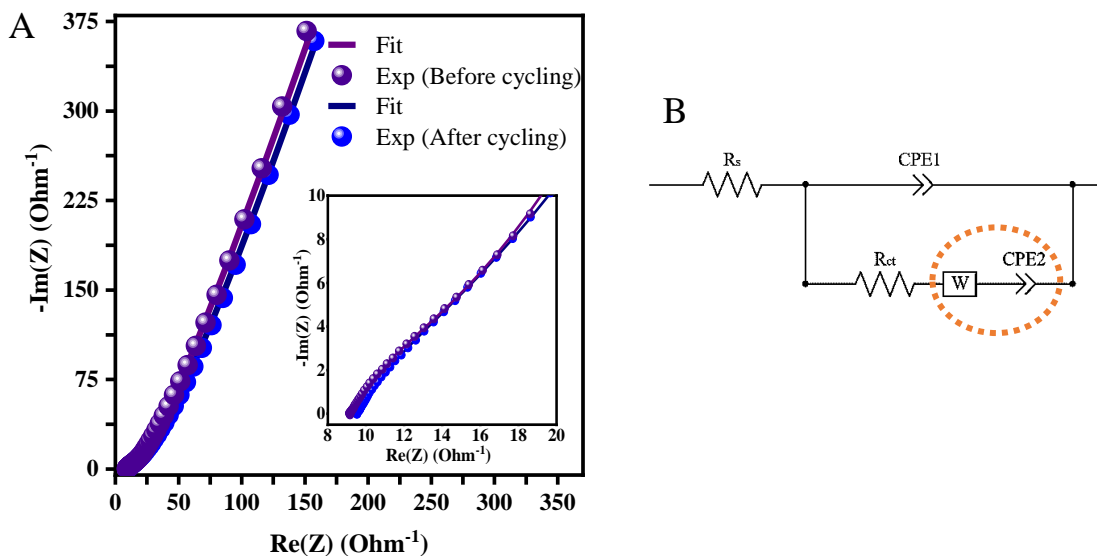 A
375
300
225
150
75
0
-Im(Z) (Ohm⁻¹)
0 50 100 150 200 250 300 350
Re(Z) (Ohm⁻¹)
Fit
Exp (Before cycling)
Fit
Exp (After cycling)
10
8
6
4
2
0
-Im(Z) (Ohm⁻¹)
8 10 12 14 16 18 20
Re(Z) (Ohm⁻¹)
B
Rs
CPE1
Rct
W
CPE2